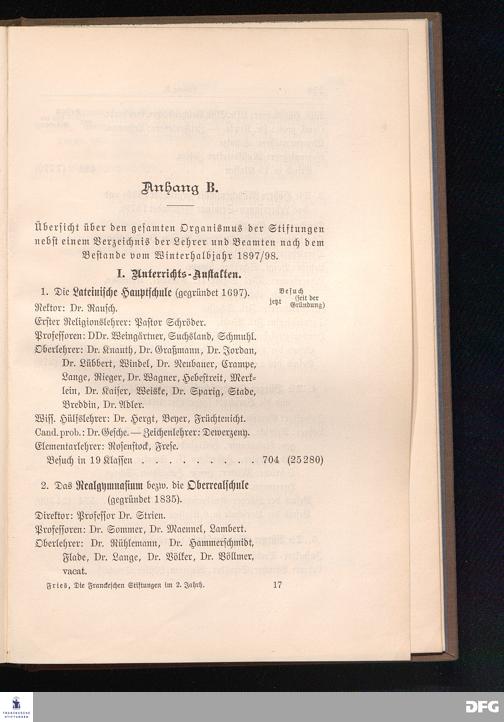 Anhang B.
Übersicht über den gesamten Organismus der Stiftungen
nebst einem Verzeichnis der Lehrer und Beamten nach dem
Bestande vom Winterhalbjahr 1897/98.
I. Unterrichts-Anstalten.
1. Die Lateinische Hauptschule (gegründet 1697).
Besuch
jetzt (seit der Gründung)
Rektor: Dr. Rausch.
Erster Religionslehrer: Pastor Schröder.
Professoren: DDr. Weingärtner, Suchsland, Schmuhl.
Oberlehrer: Dr. Knauth, Dr. Graßmann, Dr. Jordan,
Dr. Lübbert, Windel, Dr. Neubauer, Crampe,
Lange, Rieger, Dr. Wagner, Hebestreit, Merk-
lein, Dr. Kaiser, Weiske, Dr. Sparig, Stade,
Breddin, Dr. Adler.
Wiss. Hülfslehrer: Dr. Hergt, Beyer, Früchtenicht.
Cand. prob.: Dr. Gesche. — Zeichenlehrer: Dewerzeny.
Elementarlehrer: Rosenstock, Frese.
Besuch in 19 Klassen . . . . . . . . . 704 (25280)
2. Das Realgymnasium bezw. die Oberrealschule
(gegründet 1835).
Direktor: Professor Dr. Strien.
Professoren: Dr. Sommer, Dr. Maennel, Lambert.
Oberlehrer: Dr. Rühlemann, Dr. Hammerschmidt,
Flade, Dr. Lange, Dr. Völker, Dr. Völlner,
vacat.
Fries, Die Franckeschen Stiftungen im 2. Jahrh. 17
FRANCKESCHE
STIFTUNGEN
DFG